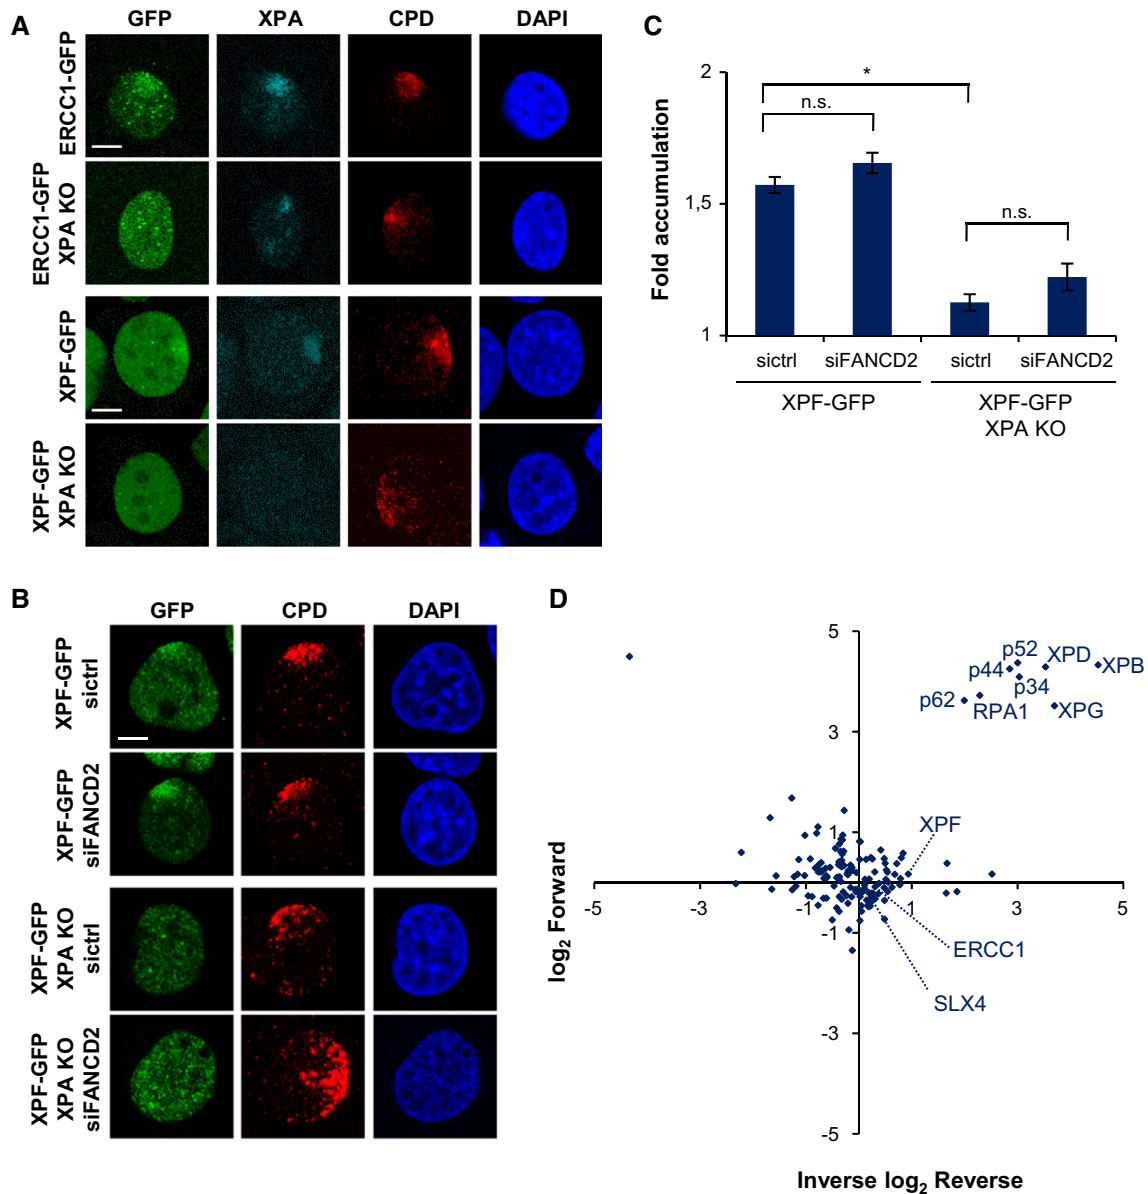 A
GFP XPA CPD DAPI
ERCC1-GFP
ERCC1-GFP
XPA KO
XPF-GFP
XPF-GFP
XPA KO
B
GFP CPD DAPI
XPF-GFP
sictrl
XPF-GFP
siFANCD2
XPF-GFP
XPA KO
sictrl
XPF-GFP
XPA KO
siFANCD2
C
Fold accumulation
2
1,5
1
*
n.s.
n.s.
sictrl siFANCD2 sictrl siFANCD2
XPF-GFP XPF-GFP
XPA KO
D
log2 Forward
5
3
1
-1
-3
-5
-5 -3 -1 1 3 5
p52 XPD XPB
p44
p34
p62 RPA1 XPG
XPF
ERCC1
SLX4
Inverse log2 Reverse